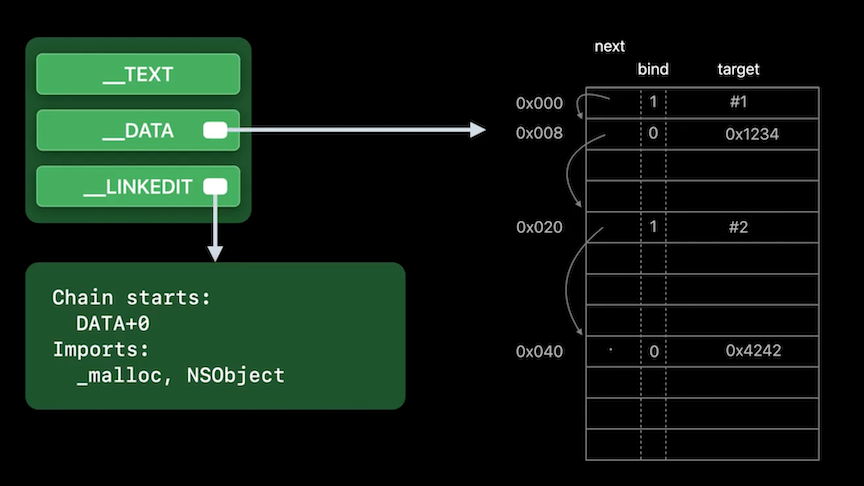 __TEXT
__DATA
__LINKEDIT
Chain starts:
DATA+0
Imports:
_malloc, NSObject
next
bind target
0x000 1 #1
0x008 0 0x1234
0x020 1 #2
0x040 0 0x4242